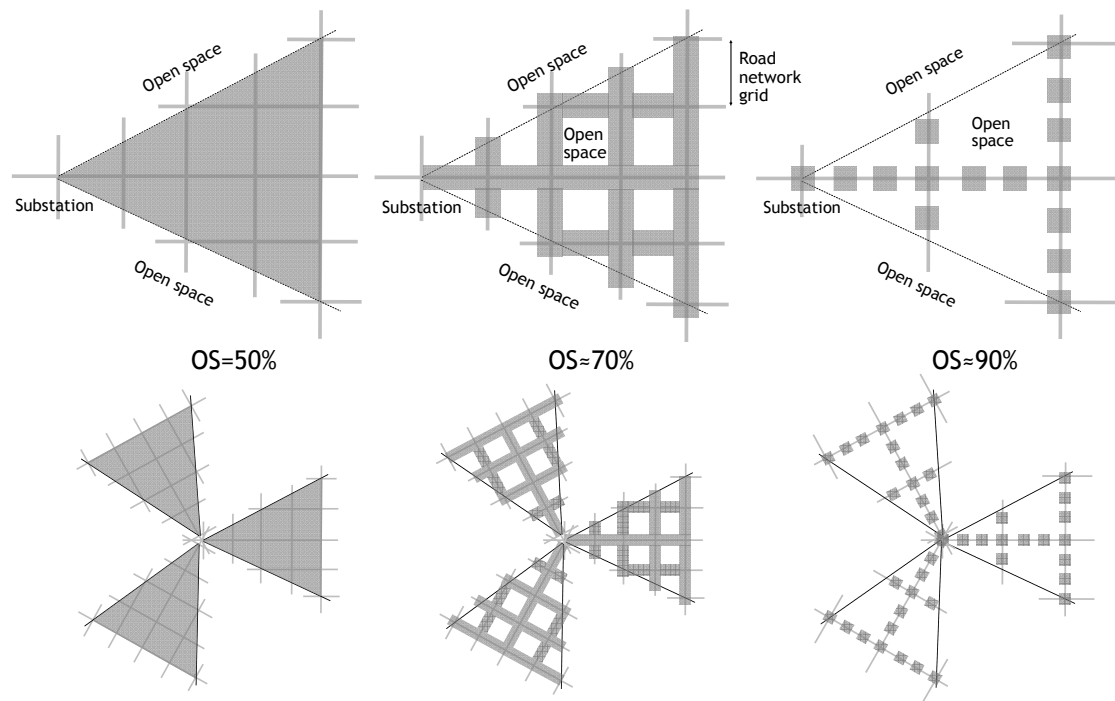 Open space
Substation
Open space
OS=50%
Open space
Road
network
grid
Open
space
Substation
Open space
OS≈70%
Open space
Open
space
Substation
Open space
OS≈90%